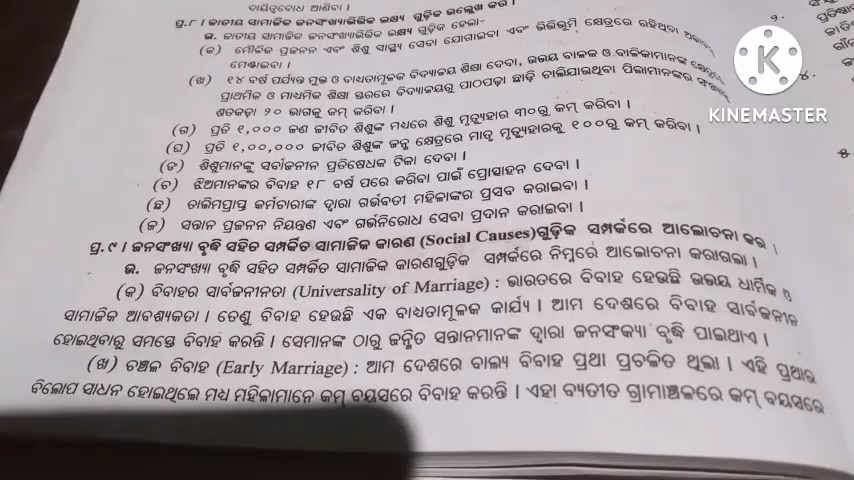 ଦାୟିତ୍ୱବୋଧ ଆଣିବା ।
ପ୍ର.୮ । ଜାତୀୟ ସାମାଜିକ ଜନସଂଖ୍ୟାଭିତ୍ତିକ ଲକ୍ଷ୍ୟ ଗୁଡ଼ିକ ଉଲ୍ଲେଖ କର ।
ଉ. ଜାତୀୟ ସାମାଜିକ ଜନସଂଖ୍ୟାଭିତ୍ତିକ ଲକ୍ଷ୍ୟ ଗୁଡ଼ିକ ହେଲା–
(କ) ମୌଳିକ ପ୍ରଜନନ ଏବଂ ଶିଶୁ ସ୍ୱାସ୍ଥ୍ୟ ସେବା ଯୋଗାଇବା ଏବଂ ଭିତ୍ତିଭୂମି କ୍ଷେତ୍ରରେ ରହିଥିବା
ମେଣ୍ଟାଇବା ।
(ଖ) ୧୪ ବର୍ଷ ପର୍ଯ୍ୟନ୍ତ ମୁକ୍ତ ଓ ବାଧ୍ୟତାମୂଳକ ବିଦ୍ୟାଳୟ ଶିକ୍ଷା ଦେବା, ଉଭୟ ବାଳକ ଓ ବାଳିକାମାନଙ୍କ କ୍ଷେତ୍ରରେ
ପ୍ରାଥମିକ ଓ ମାଧ୍ୟମିକ ଶିକ୍ଷା ସ୍ତରରେ ବିଦ୍ୟାଳୟରୁ ପାଠପଢ଼ା ଛାଡ଼ି ଚାଲିଯାଉଥିବା ପିଲାମାନଙ୍କର ସଂଖ୍ୟା
ଶତକଡ଼ା ୨୦ ଭାଗକୁ କମ୍ କରିବା ।
(ଗ) ପ୍ରତି ୧,୦୦୦ ଜଣ ଜୀବିତ ଶିଶୁଙ୍କ ମଧ୍ୟରେ ଶିଶୁ ମୃତ୍ୟୁହାର ୩୦ରୁ କମ୍ କରିବା ।
(ଘ) ପ୍ରତି ୧,୦୦,୦୦୦ ଜୀବିତ ଶିଶୁଙ୍କ ଜନ୍ମ କ୍ଷେତ୍ରରେ ମାତୃ ମୃତ୍ୟୁହାରକୁ ୧୦୦ରୁ କମ୍ କରିବା ।
(ଙ) ଶିଶୁମାନଙ୍କୁ ସର୍ବାଜନୀନ ପ୍ରତିଷେଧକ ଟିକା ଦେବା ।
(ଚ) ଝିଅମାନଙ୍କର ବିବାହ ୧୮ ବର୍ଷ ପରେ କରିବା ପାଇଁ ପ୍ରୋତ୍ସାହନ ଦେବା ।
(ଛ) ତାଲିମପ୍ରାପ୍ତ କର୍ମଚାରୀଙ୍କ ଦ୍ୱାରା ଗର୍ଭବତୀ ମହିଳାଙ୍କର ପ୍ରସବ କରାଇବା ।
(ଜ) ସନ୍ତାନ ପ୍ରଜନନ ନିୟନ୍ତ୍ରଣ ଏବଂ ଗର୍ଭନିରୋଧ ସେବା ପ୍ରଦାନ କରାଇବା ।
ପ୍ର.୯ । ଜନସଂଖ୍ୟା ବୃଦ୍ଧି ସହିତ ସମ୍ପର୍କିତ ସାମାଜିକ କାରଣ (Social Causes)ଗୁଡ଼ିକ ସମ୍ପର୍କରେ ଆଲୋଚନା କର ।
ଉ. ଜନସଂଖ୍ୟା ବୃଦ୍ଧି ସହିତ ସମ୍ପର୍କିତ ସାମାଜିକ କାରଣଗୁଡ଼ିକ ସମ୍ପର୍କରେ ନିମ୍ନରେ ଆଲୋଚନା କରାଗଲା ।
(କ) ବିବାହର ସାର୍ବଜନୀନତା (Universality of Marriage) : ଭାରତରେ ବିବାହ ହେଉଛି ଉଭୟ ଧାର୍ମିକ ଓ
ସାମାଜିକ ଆବଶ୍ୟକତା । ତେଣୁ ବିବାହ ହେଉଛି ଏକ ବାଧ୍ୟତାମୂଳକ କାର୍ଯ୍ୟ । ଆମ ଦେଶରେ ବିବାହ ସାର୍ବଜନୀନ
ହୋଇଥିବାରୁ ସମସ୍ତେ ବିବାହ କରନ୍ତି । ସେମାନଙ୍କ ଠାରୁ ଜନ୍ମିତ ସନ୍ତାନମାନଙ୍କ ଦ୍ୱାରା ଜନସଂଖ୍ୟା ବୃଦ୍ଧି ପାଇଥାଏ ।
(ଖ) ଚଞ୍ଚଳ ବିବାହ (Early Marriage) : ଆମ ଦେଶରେ ବାଲ୍ୟ ବିବାହ ପ୍ରଥା ପ୍ରଚଳିତ ଥିଲା । ଏହି ପ୍ରଥାର
ବିଲୋପ ସାଧନ ହୋଇଥିଲେ ମଧ୍ୟ ମହିଳାମାନେ କମ୍ ବୟସରେ ବିବାହ କରନ୍ତି । ଏହା ବ୍ୟତୀତ ଗ୍ରାମାଞ୍ଚଳରେ କମ୍ ବୟସରେ
KINEMASTER